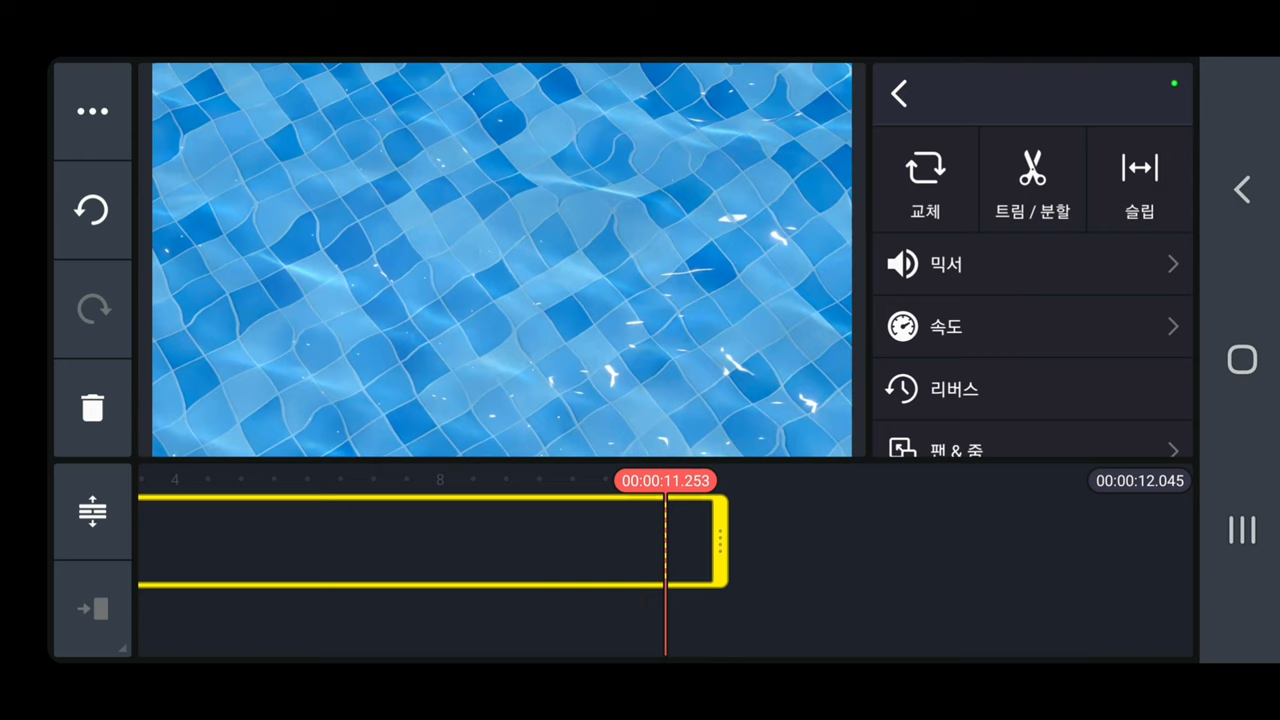 교체
트림 / 분할
슬립
믹서
속도
리버스
팬 & 줌
4
8
00:00:11.253
00:00:12.045